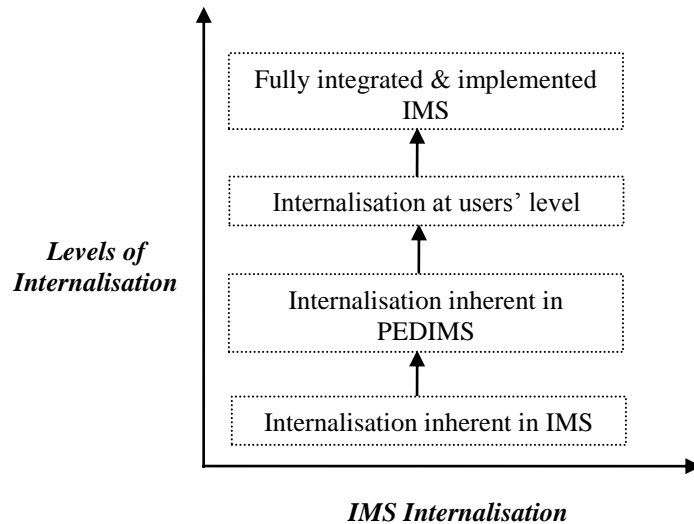 Fully integrated & implemented
IMS
Internalisation at users’ level
Levels of
Internalisation
Internalisation inherent in
PEDIMS
Internalisation inherent in IMS
IMS Internalisation